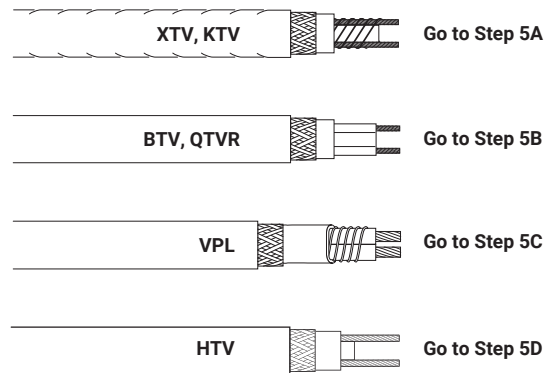 XTV, KTV Go to Step 5A
BTV, QTVR Go to Step 5B
VPL Go to Step 5C
HTV Go to Step 5D